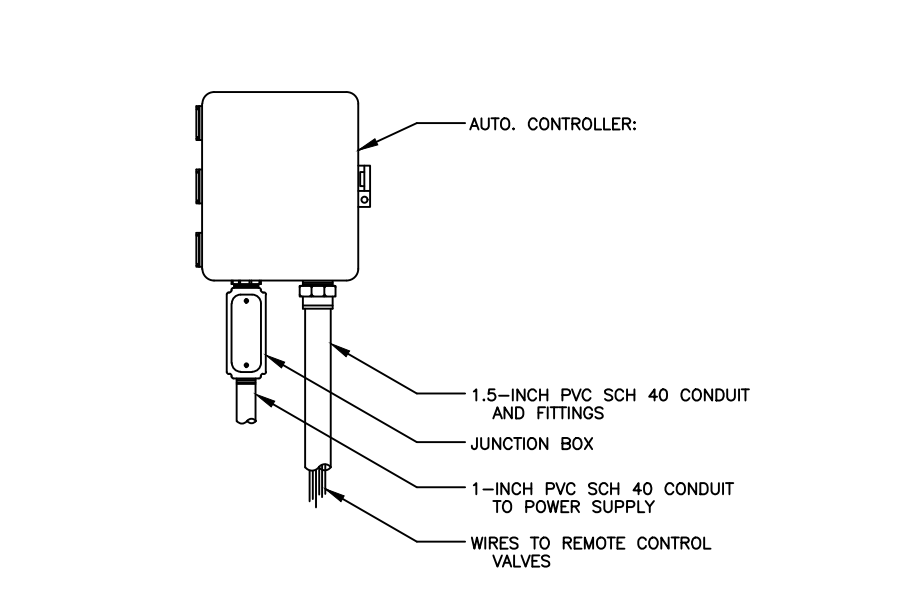 AUTO. CONTROLLER:
1.5-INCH PVC SCH 40 CONDUIT
AND FITTINGS
JUNCTION BOX
1-INCH PVC SCH 40 CONDUIT
TO POWER SUPPLY
WIRES TO REMOTE CONTROL
VALVES